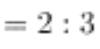 = 2 : 3